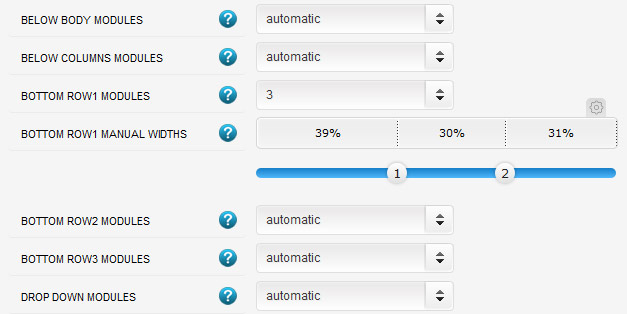 BELOW BODY MODULES ? automatic
BELOW COLUMNS MODULES ? automatic
BOTTOM ROW1 MODULES ? 3
BOTTOM ROW1 MANUAL WIDTHS ? 39% 30% 31%
1 2
BOTTOM ROW2 MODULES ? automatic
BOTTOM ROW3 MODULES ? automatic
DROP DOWN MODULES ? automatic